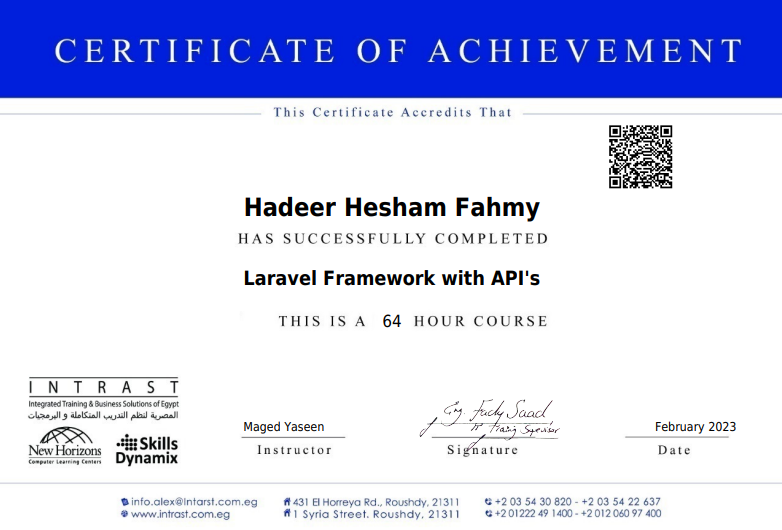 CERTIFICATE OF ACHIEVEMENT
This Certificate Accredits That
Hadeer Hesham Fahmy
HAS SUCCESSFULLY COMPLETED
Laravel Framework with API's
THIS IS A 64 HOUR COURSE
INTRAST
Integrated Training & Business Solutions of Egypt
المصرية لنظم التدريب المتكاملة و البرمجيات
New Horizons
Computer Learning Centers
Skills
Dynamix
Maged Yaseen
Instructor
Eng. Fady Saad
IT Training Supervisor
Signature
February 2023
Date
info.alex@Intarst.com.eg
www.intrast.com.eg
431 El Horreya Rd., Roushdy, 21311
1 Syria Street. Roushdy, 21311
+2 03 54 30 820 - +2 03 54 22 637
+2 01222 49 1400 - +2 012 060 97 400